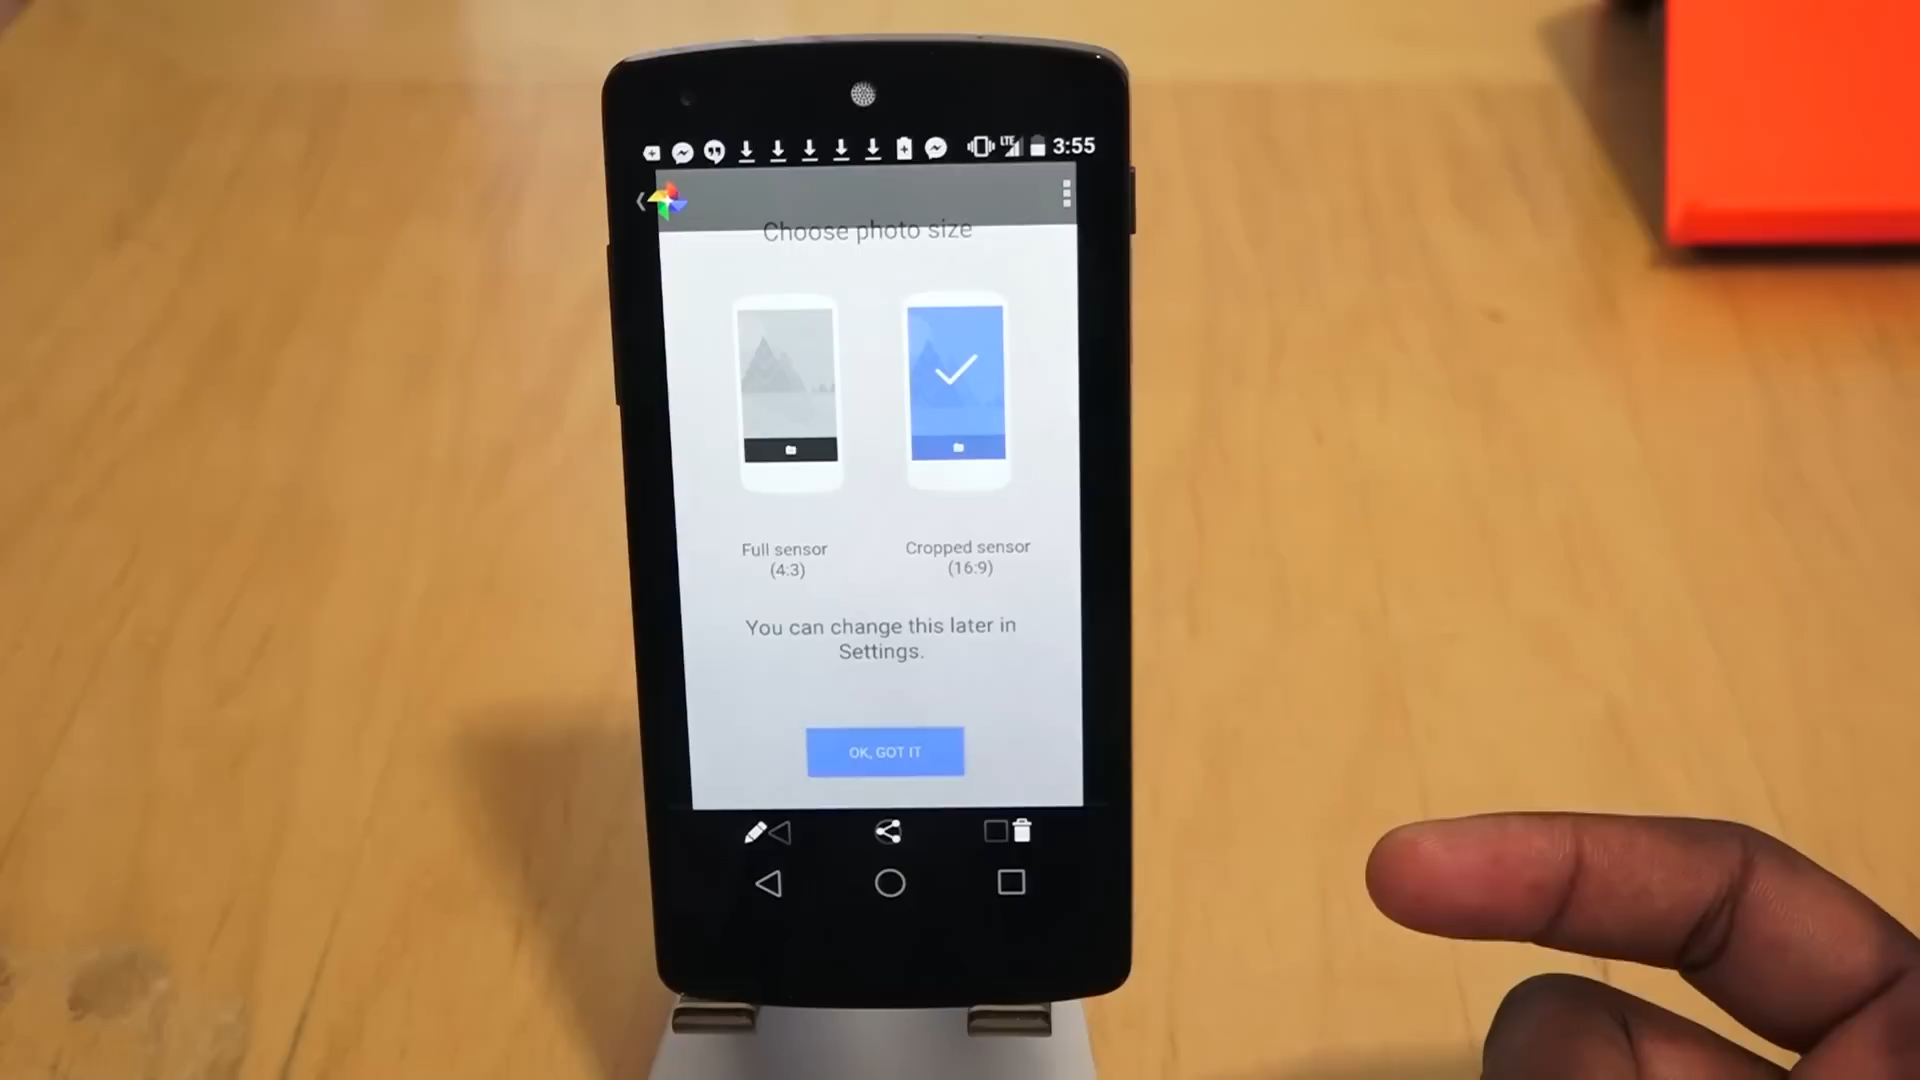 LTE 3:55
Choose photo size
Full sensor
(4:3)
Cropped sensor
(16:9)
You can change this later in
Settings.
OK, GOT IT